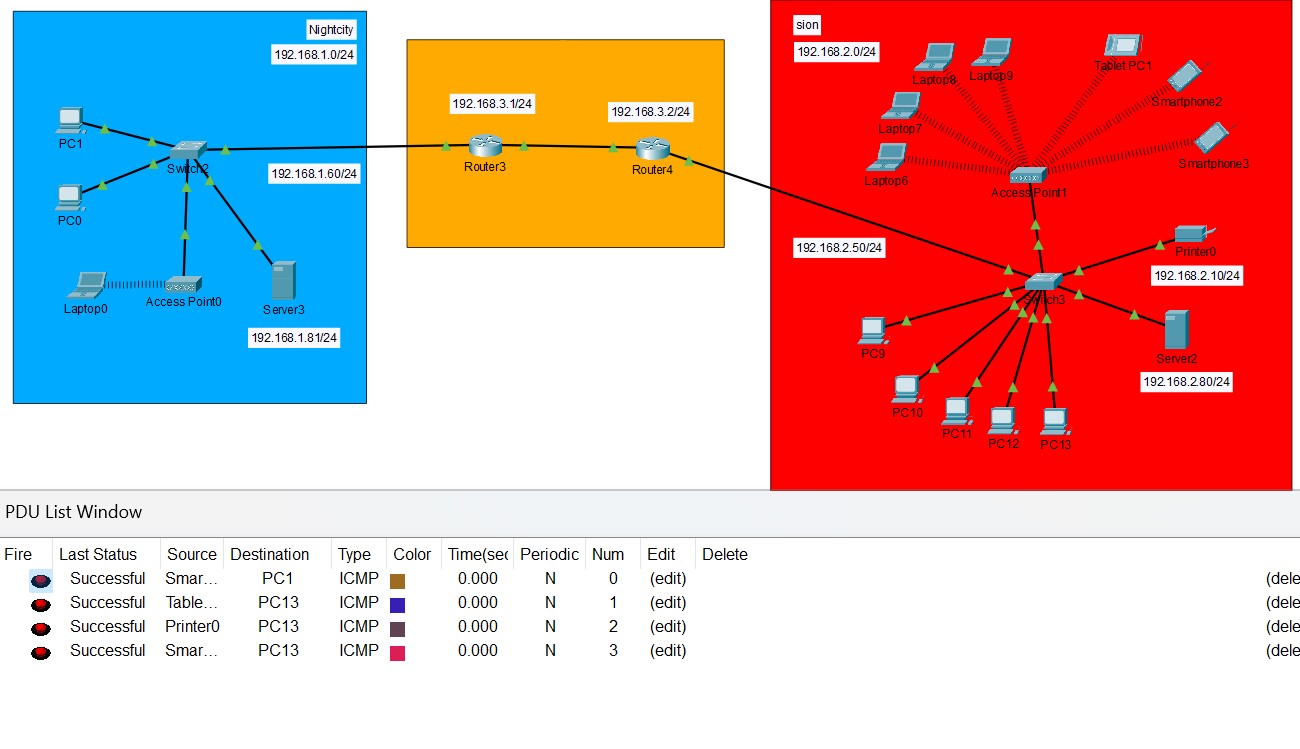 Nightcity
192.168.1.0/24
PC1
Switch2
192.168.1.60/24
PC0
Laptop0
Access Point0
Server3
192.168.1.81/24
192.168.3.1/24
192.168.3.2/24
Router3
Router4
sion
192.168.2.0/24
Laptop8
Laptop9
Tablet PC1
Smartphone2
Laptop7
Smartphone3
Laptop6
Access Point1
192.168.2.50/24
Printer0
192.168.2.10/24
Switch3
PC9
Server2
192.168.2.80/24
PC10
PC11
PC12
PC13
PDU List Window
Fire Last Status Source Destination Type Color Time(sec Periodic Num Edit Delete
Successful Smar... PC1 ICMP 0.000 N 0 (edit) (dele
Successful Table... PC13 ICMP 0.000 N 1 (edit) (dele
Successful Printer0 PC13 ICMP 0.000 N 2 (edit) (dele
Successful Smar... PC13 ICMP 0.000 N 3 (edit) (dele